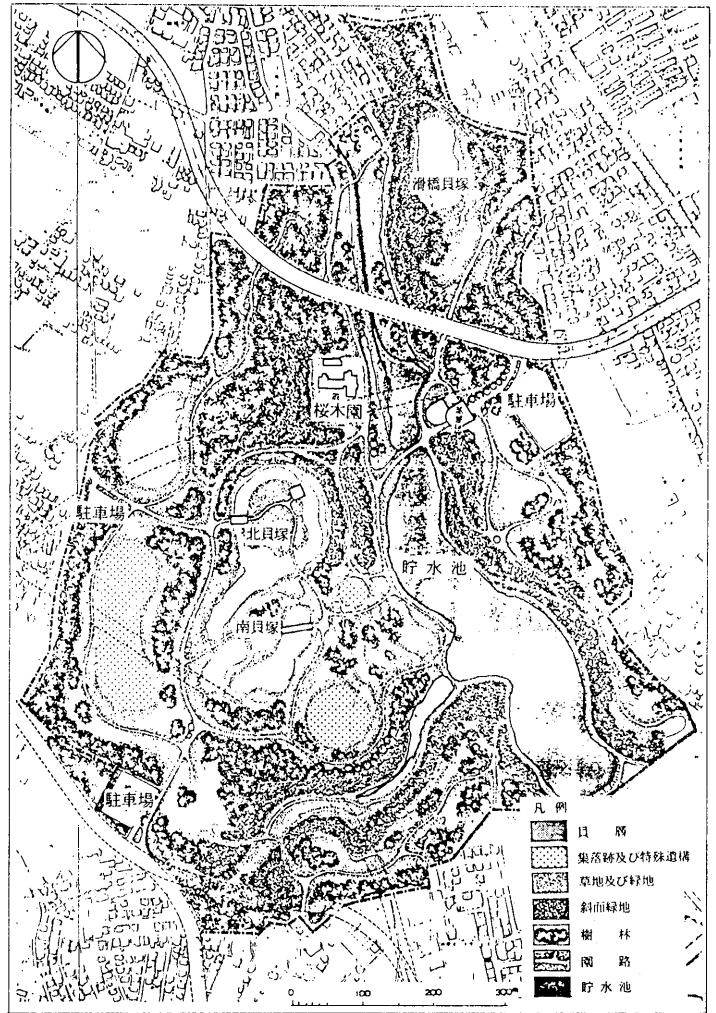 滑橋貝塚
桜木園
駐車場
駐車場
北貝塚
貯水池
南貝塚
駐車場
凡例
貝層
集落跡及び特殊遺構
草地及び緑地
斜面緑地
樹林
園路
貯水池
0 100 200 300m